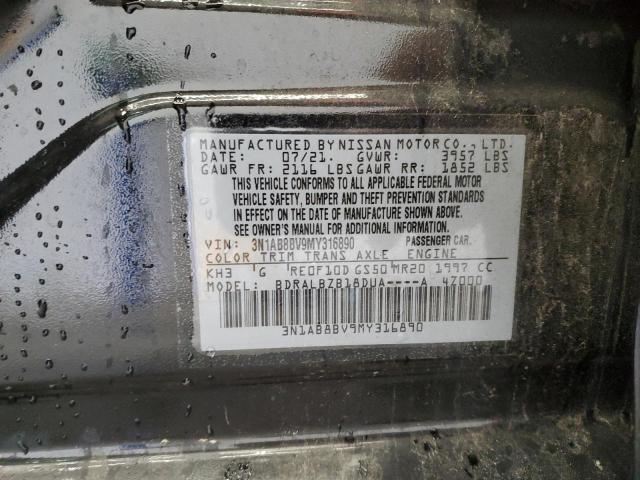 MANUFACTURED BY NISSAN MOTOR CO., LTD.
DATE: 07/21. GVWR: 3957 LBS
GAWR FR: 2116 LBS GAWR RR: 1852 LBS
THIS VEHICLE CONFORMS TO ALL APPLICABLE FEDERAL MOTOR
VEHICLE SAFETY, BUMPER AND THEFT PREVENTION STANDARDS
IN EFFECT ON THE DATE OF MANUFACTURE SHOWN ABOVE.
SEE OWNER'S MANUAL FOR ADDITIONAL INFORMATION.
VIN: 3N1AB8BV9MY316890 PASSENGER CAR.
COLOR TRIM TRANS AXLE ENGINE
KH3 G RE0F10D GS50 MR20 1997 CC
MODEL: BDRALBZB18DUA----A 4Z000
3N1AB8BV9MY316890